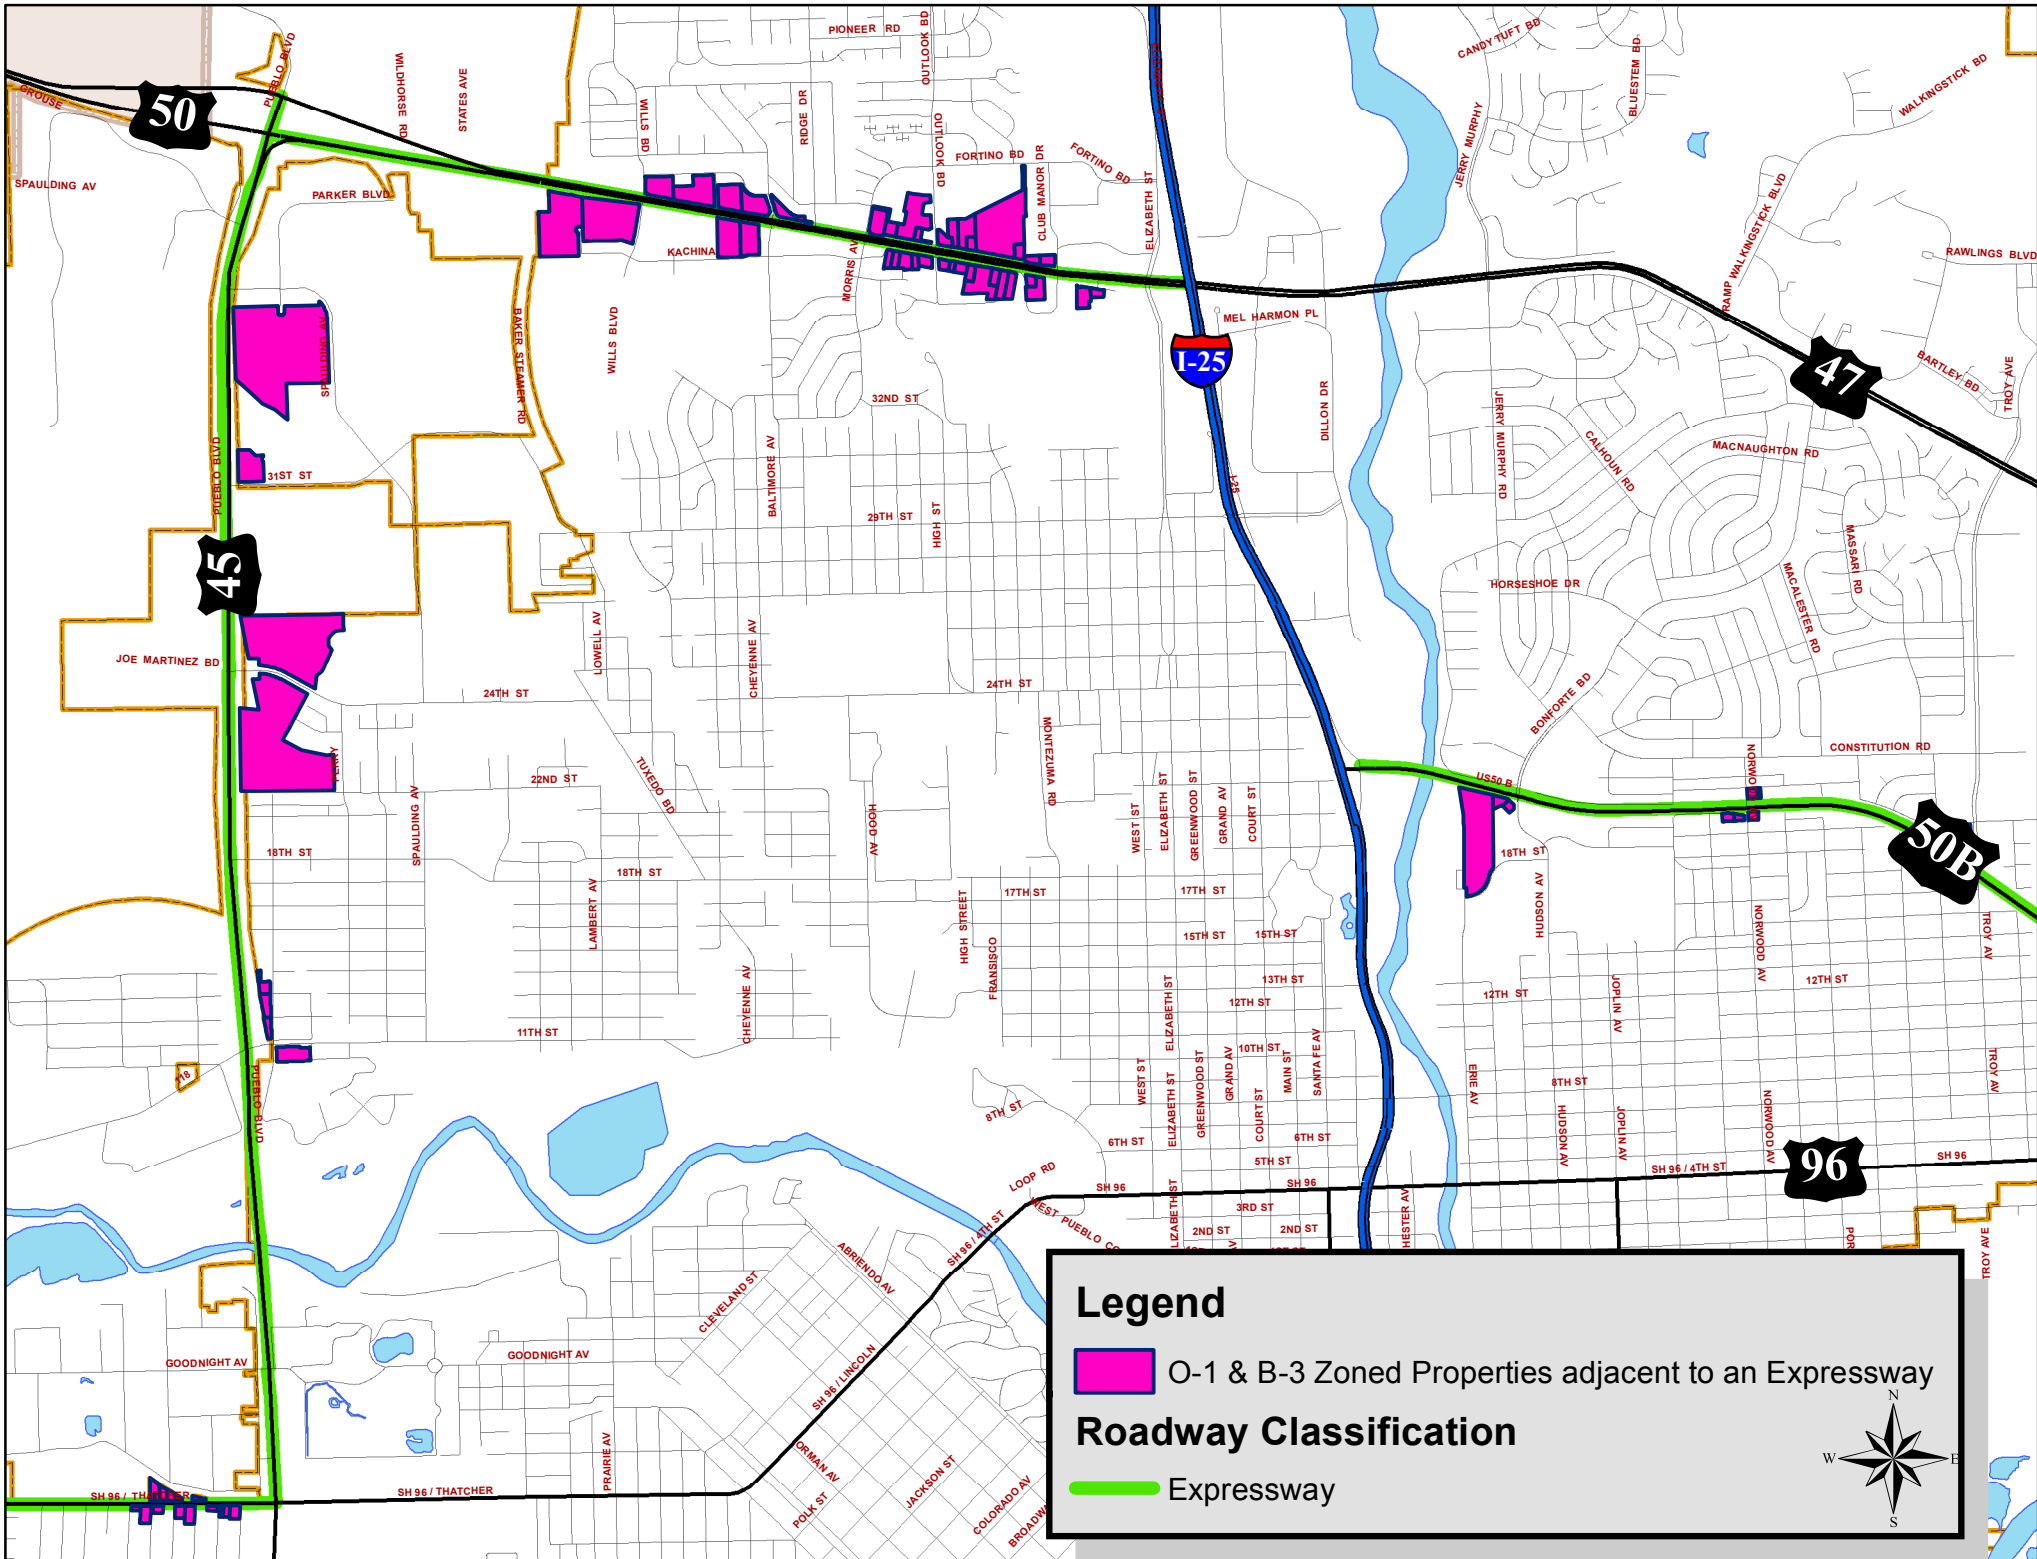 PIONEER RD
OUTLOOK BD
CANDY TUFT BD
BLUESTEM BD
WALKINGSTICK BD
PUEBLO BLVD
WILDHORSE RD
STATES AVE
WILLS BD
RIDGE DR
GROUSE
50
OUTLOOK BD
FORTINO BD
CLUB MANOR DR
FORTINO BD
JERRY MURPHY
SPAULDING AV
PARKER BLVD
ELIZABETH ST
WALKINGSTICK BLVD
RAMP
RAWLINGS BLVD
KACHINA
MORRIS AV
SPAULDING AV
BAKER STEAMER RD
WILLS BLVD
MEL HARMON PL
I-25
47
BARTLEY BD
TROY AVE
32ND ST
DILLON DR
JERRY MURPHY RD
CALHOUN RD
MACNAUGHTON RD
PUEBLO BLVD
31ST ST
BALTIMORE AV
29TH ST
HIGH ST
I-25
MASSARI RD
45
HORSESHOE DR
MACALESTER RD
JOE MARTINEZ BD
LOWELL AV
CHEYENNE AV
24TH ST
24TH ST
BONFORTE BD
MONTEZUMA RD
CONSTITUTION RD
PERRY
22ND ST
TUXEDO BD
US50 B
NORWOOD AV
SPAULDING AV
HOOD AV
WEST ST
ELIZABETH ST
GREENWOOD ST
GRAND AV
COURT ST
50B
18TH ST
18TH ST
18TH ST
LAMBERT AV
17TH ST
17TH ST
HUDSON AV
HIGH STREET
FRANSISCO
15TH ST
15TH ST
NORWOOD AV
TROY AV
CHEYENNE AV
13TH ST
12TH ST
12TH ST
12TH ST
JOPLIN AV
ELIZABETH ST
11TH ST
10TH ST
MAIN ST
SANTA FE AV
118
PUEBLO BLVD
WEST ST
ELIZABETH ST
GREENWOOD ST
GRAND AV
COURT ST
ERIE AV
8TH ST
8TH ST
TROY AV
HUDSON AV
JOPLIN AV
NORWOOD AV
6TH ST
6TH ST
5TH ST
96
SH 96 / 4TH ST
SH 96
LOOP RD
SH 96
SH 96
WEST PUEBLO CO
3RD ST
2ND ST
2ND ST
CHESTER AV
TROY AVE
SH 96 / 4TH ST
ABRIENDO AV
CLEVELAND ST
GOODNIGHT AV
GOODNIGHT AV
SH 96 / LINCOLN
PRAIRIE AV
ORMAN AV
JACKSON ST
POLK ST
COLORADO AV
SH 96 / THATCHER
SH 96 / THATCHER
Legend
O-1 & B-3 Zoned Properties adjacent to an Expressway
Roadway Classification
Expressway
N
W
E
S